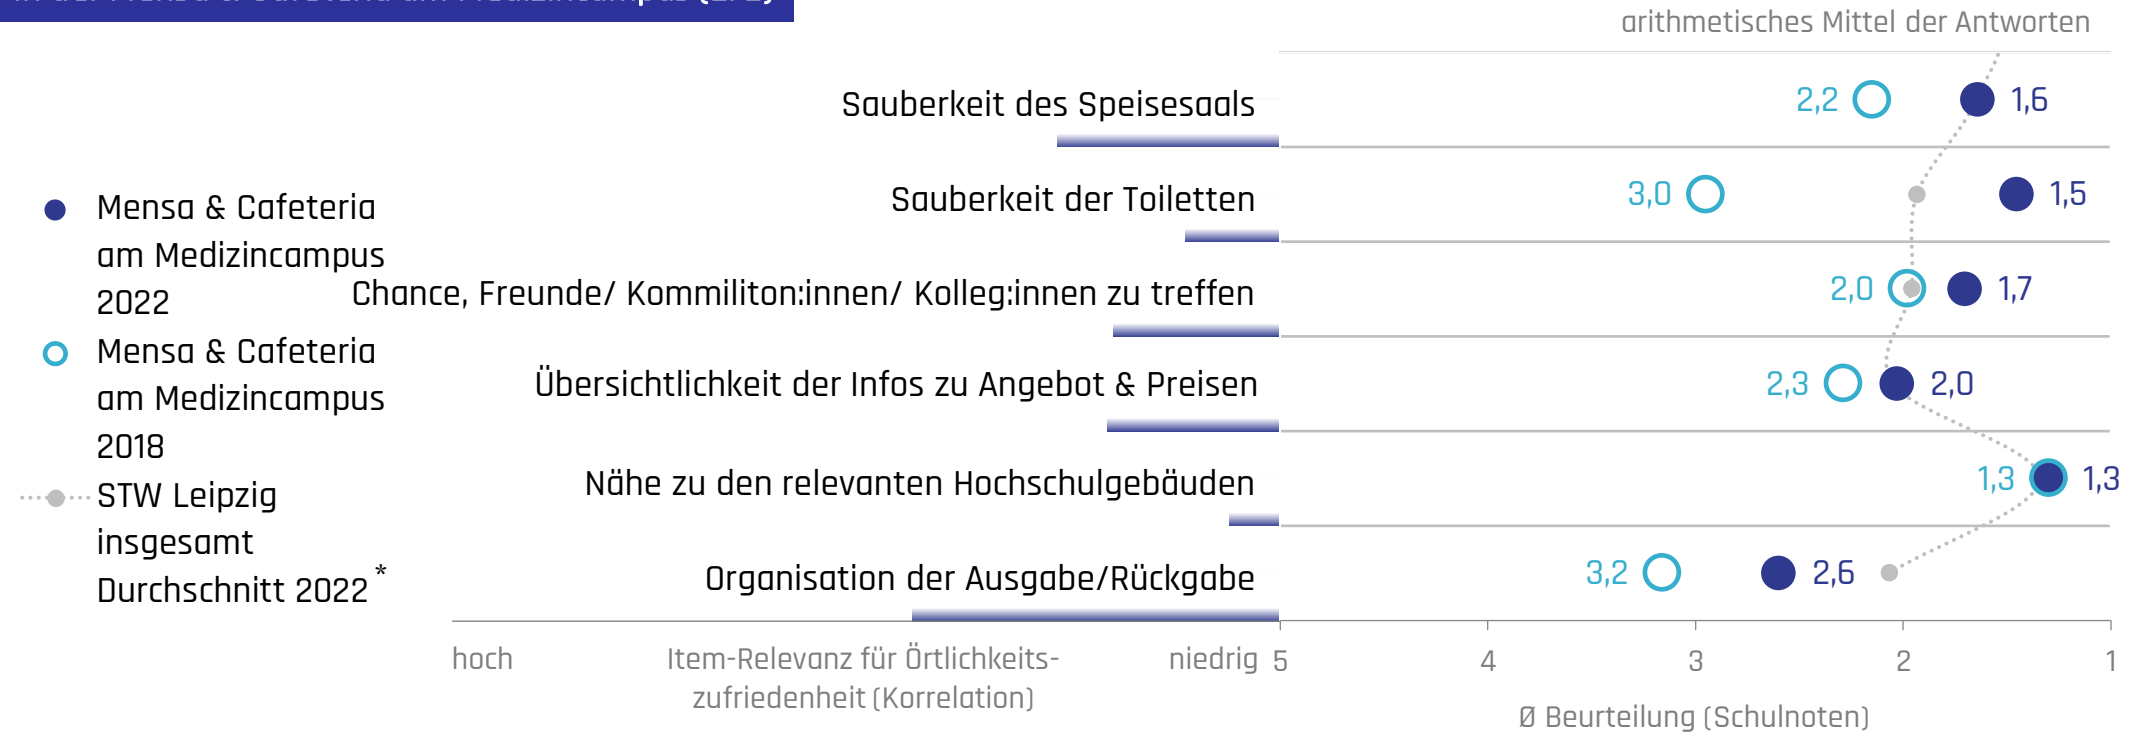 arithmetisches Mittel der Antworten
Sauberkeit des Speisesaals
2,2
1,6
Sauberkeit der Toiletten
3,0
1,5
Chance, Freunde/ Kommiliton:innen/ Kolleg:innen zu treffen
2,0
1,7
Übersichtlichkeit der Infos zu Angebot & Preisen
2,3
2,0
Nähe zu den relevanten Hochschulgebäuden
1,3
1,3
Organisation der Ausgabe/Rückgabe
3,2
2,6
Mensa & Cafeteria
am Medizincampus
2022
Mensa & Cafeteria
am Medizincampus
2018
STW Leipzig
insgesamt
Durchschnitt 2022 *
hoch
Item-Relevanz für Örtlichkeits-
zufriedenheit (Korrelation)
niedrig
5
4
3
2
1
Ø Beurteilung (Schulnoten)